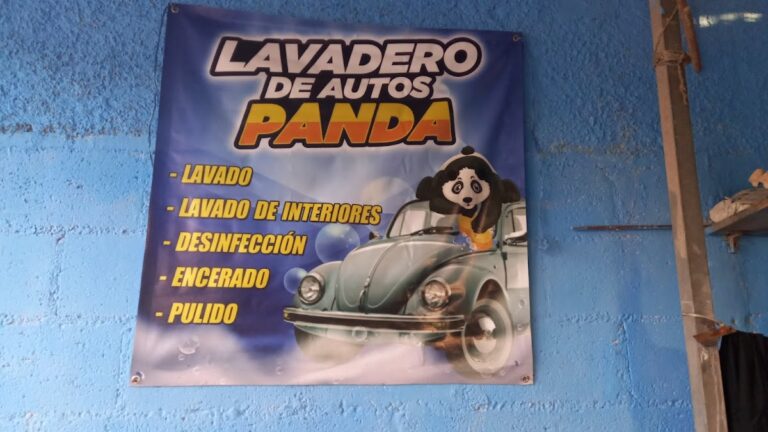 LAVADERO
DE AUTOS
PANDA
- LAVADO
- LAVADO DE INTERIORES
- DESINFECCIÓN
- ENCERADO
- PULIDO